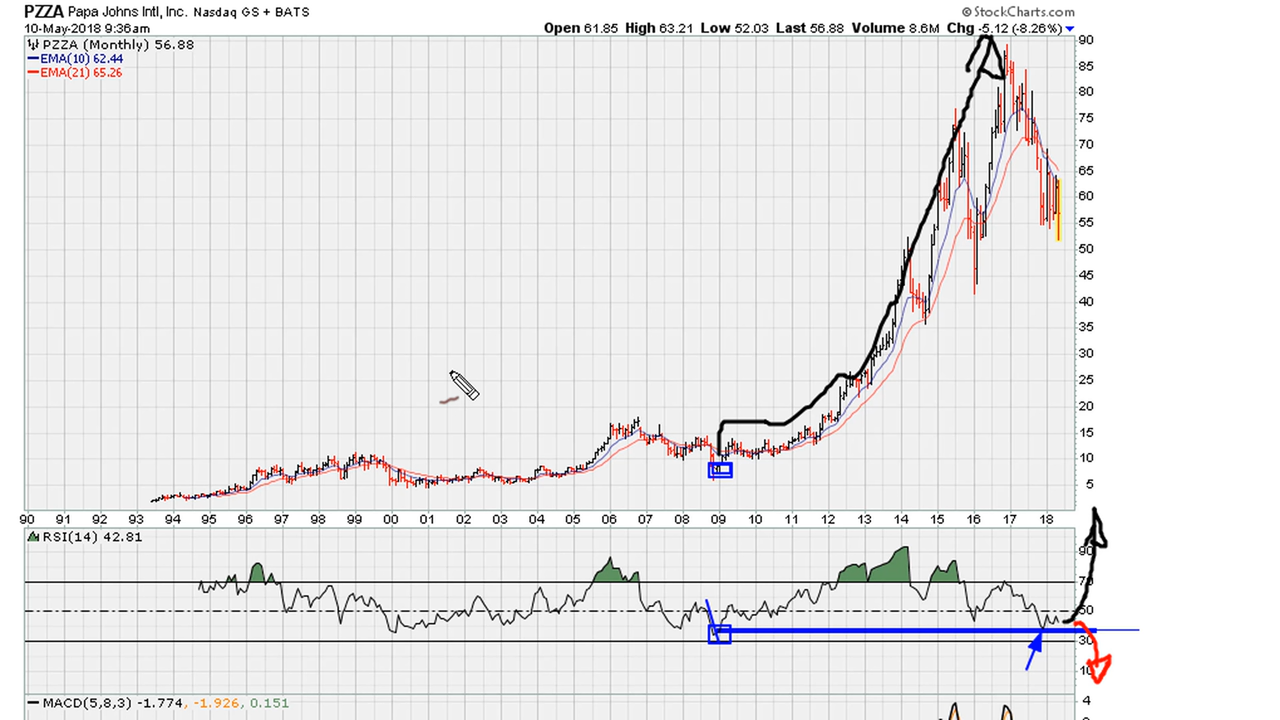 PZZA Papa Johns Intl, Inc. Nasdaq GS + BATS
© StockCharts.com
10-May-2018 9:36am
Open 61.85 High 63.21 Low 52.03 Last 56.88 Volume 8.6M Chg -5.12 (-8.26%)
PZZA (Monthly) 56.88
EMA(10) 62.44
EMA(21) 65.26
90
85
80
75
70
65
60
55
50
45
40
35
30
25
20
15
10
5
90 91 92 93 94 95 96 97 98 99 00 01 02 03 04 05 06 07 08 09 10 11 12 13 14 15 16 17 18
RSI(14) 42.81
90
70
50
30
10
MACD(5,8,3) -1.774, -1.926, 0.151
4